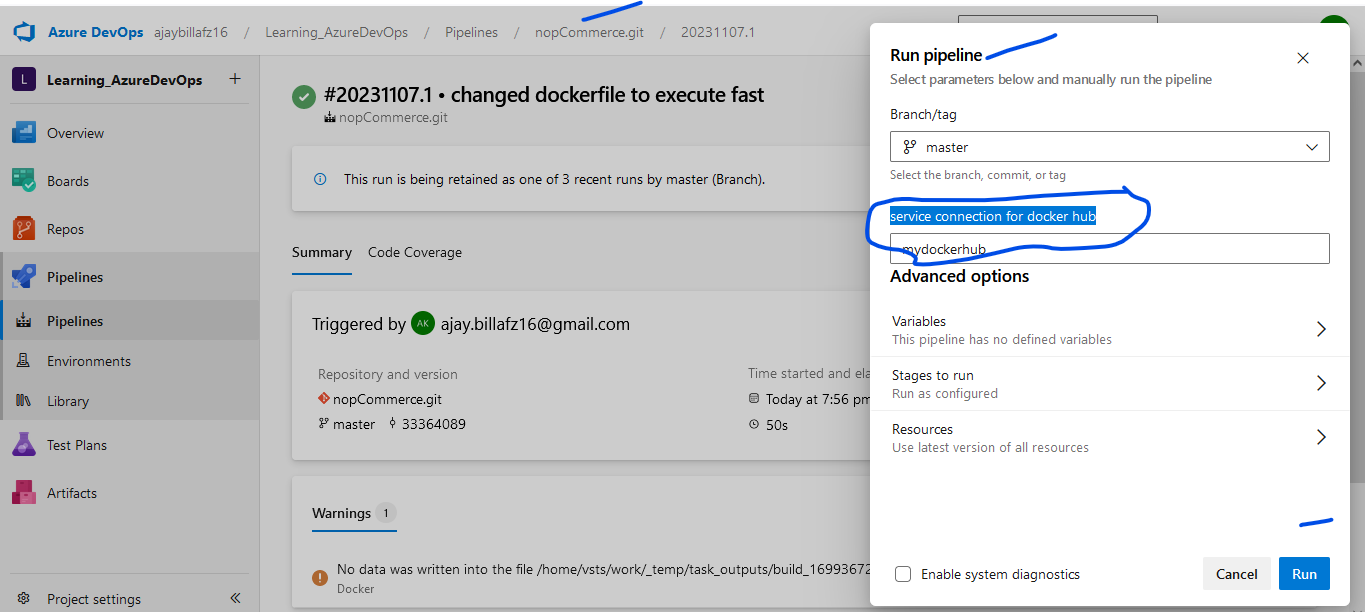 Azure DevOps ajaybillafz16 / Learning_AzureDevOps / Pipelines / nopCommerce.git / 20231107.1
L Learning_AzureDevOps +
Overview
Boards
Repos
Pipelines
Pipelines
Environments
Library
Test Plans
Artifacts
Project settings
#20231107.1 • changed dockerfile to execute fast
nopCommerce.git
This run is being retained as one of 3 recent runs by master (Branch).
Summary Code Coverage
Triggered by AK ajay.billafz16@gmail.com
Repository and version
nopCommerce.git
master 33364089
Time started and ela
Today at 7:56 pm
50s
Warnings 1
No data was written into the file /home/vsts/work/_temp/task_outputs/build_16993672
Docker
Run pipeline
Select parameters below and manually run the pipeline
Branch/tag
master
Select the branch, commit, or tag
service connection for docker hub
mydockerhub
Advanced options
Variables
This pipeline has no defined variables
Stages to run
Run as configured
Resources
Use latest version of all resources
Enable system diagnostics
Cancel
Run